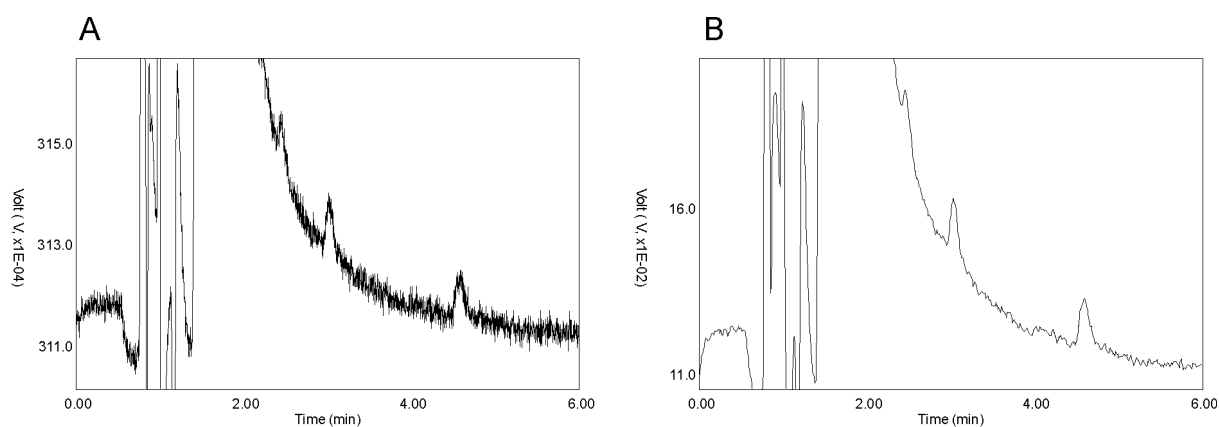 A
B
315.0
313.0
311.0
Volt ( V, x1E-04)
0.00
2.00
4.00
6.00
Time (min)
16.0
11.0
Volt ( V, x1E-02)
0.00
2.00
4.00
6.00
Time (min)